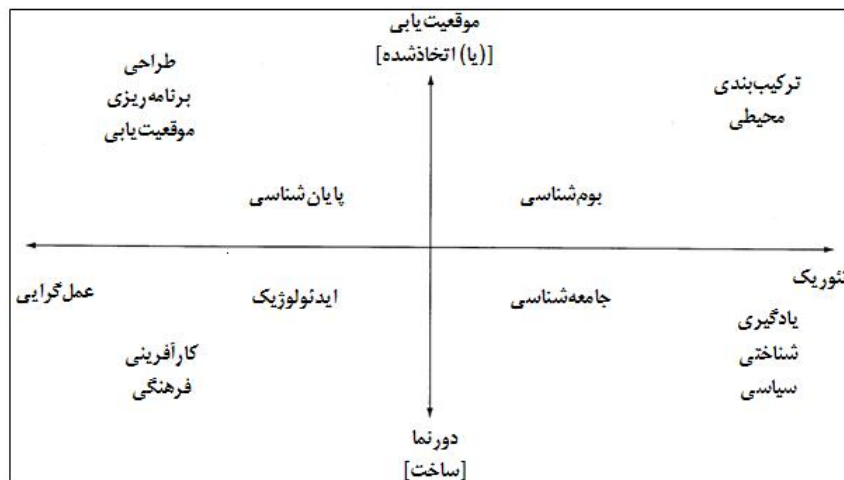 موقعیت‌یابی
[(یا) اتخاذشده]
ترکیب‌بندی
محیطی
طراحی
برنامه‌ریزی
موقعیت‌یابی
بوم‌شناسی
پایان‌شناسی
تئوریک
جامعه‌شناسی
ایدئولوژیک
عمل‌گرایی
یادگیری
شناختی
سیاسی
کارآفرینی
فرهنگی
دورنما
[ساخت]